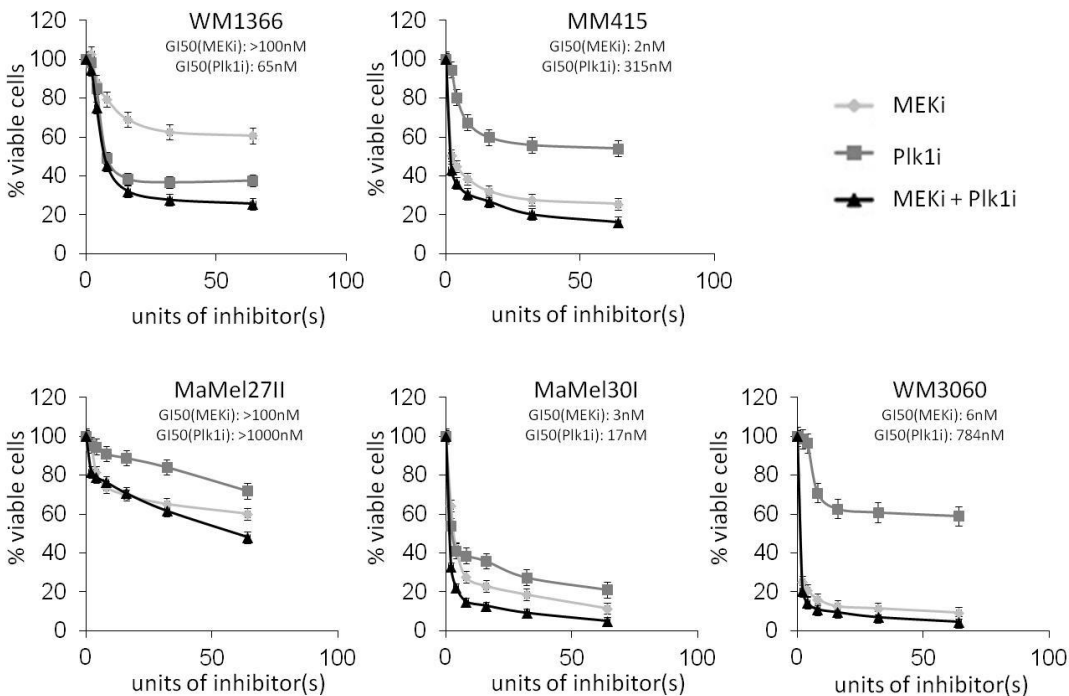 WM1366
GI50(MEKi): >100nM
GI50(Plk1i): 65nM
% viable cells
120
100
80
60
40
20
0
0 50 100
units of inhibitor(s)
MM415
GI50(MEKi): 2nM
GI50(Plk1i): 315nM
% viable cells
120
100
80
60
40
20
0
0 50 100
units of inhibitor(s)
MEKi
Plk1i
MEKi + Plk1i
MaMel27II
GI50(MEKi): >100nM
GI50(Plk1i): >1000nM
% viable cells
120
100
80
60
40
20
0
0 50 100
units of inhibitor(s)
MaMel30I
GI50(MEKi): 3nM
GI50(Plk1i): 17nM
% viable cells
120
100
80
60
40
20
0
0 50 100
units of inhibitor(s)
WM3060
GI50(MEKi): 6nM
GI50(Plk1i): 784nM
% viable cells
120
100
80
60
40
20
0
0 50 100
units of inhibitor(s)